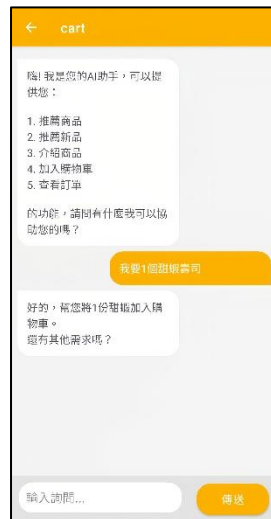 cart
嗨! 我是您的AI助手，可以提
供您：
1. 推薦商品
2. 推薦新品
3. 介紹商品
4. 加入購物車
5. 查看訂單
的功能，請問有什麼我可以協
助您的嗎？
我要1個甜蝦壽司
好的，幫您將1份甜蝦加入購
物車。
還有其他需求嗎？
輸入詢問...
傳送